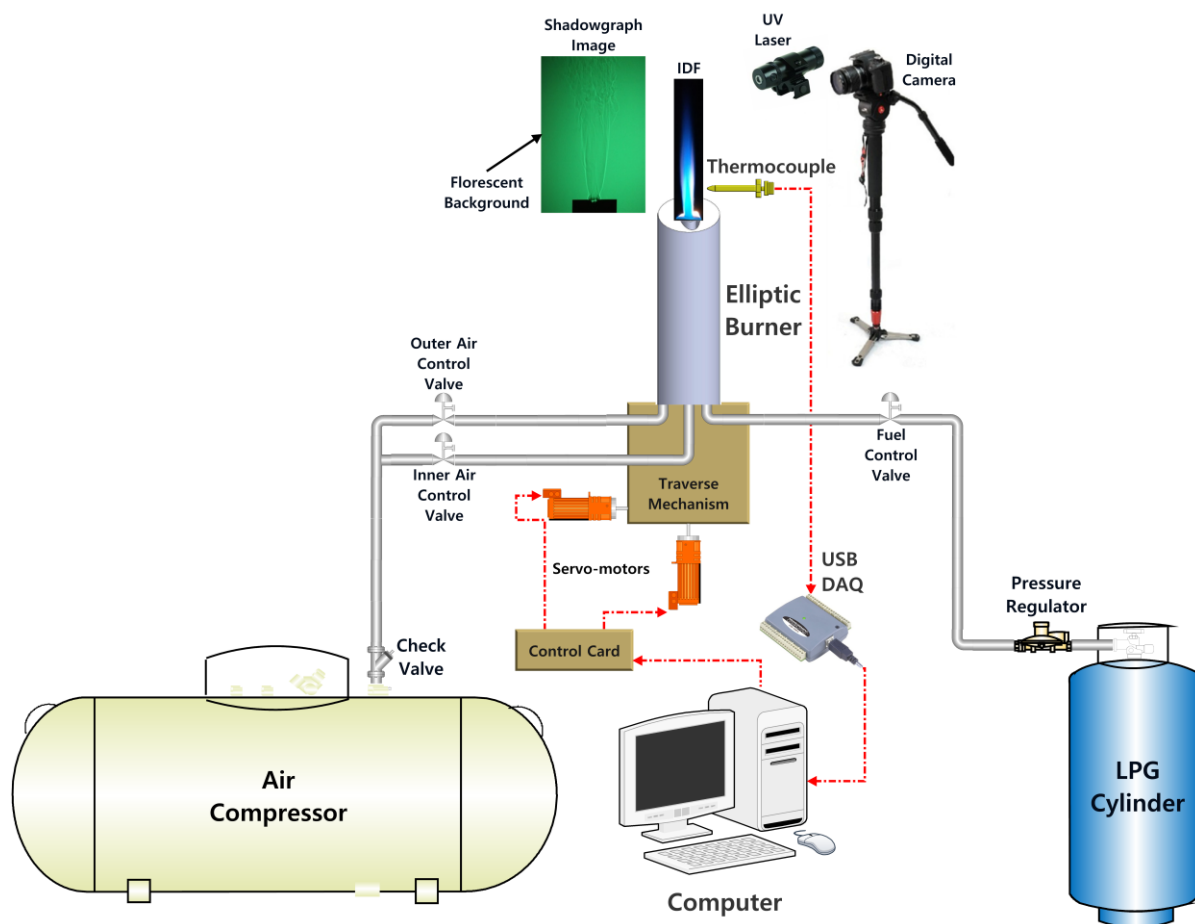 Shadowgraph
Image
UV
Laser
IDF
Digital
Camera
Thermocouple
Florescent
Background
Elliptic
Burner
Outer Air
Control
Valve
Inner Air
Control
Valve
Fuel
Control
Valve
Traverse
Mechanism
Servo-motors
USB
DAQ
Pressure
Regulator
Check
Valve
Control Card
Air
Compressor
LPG
Cylinder
Computer